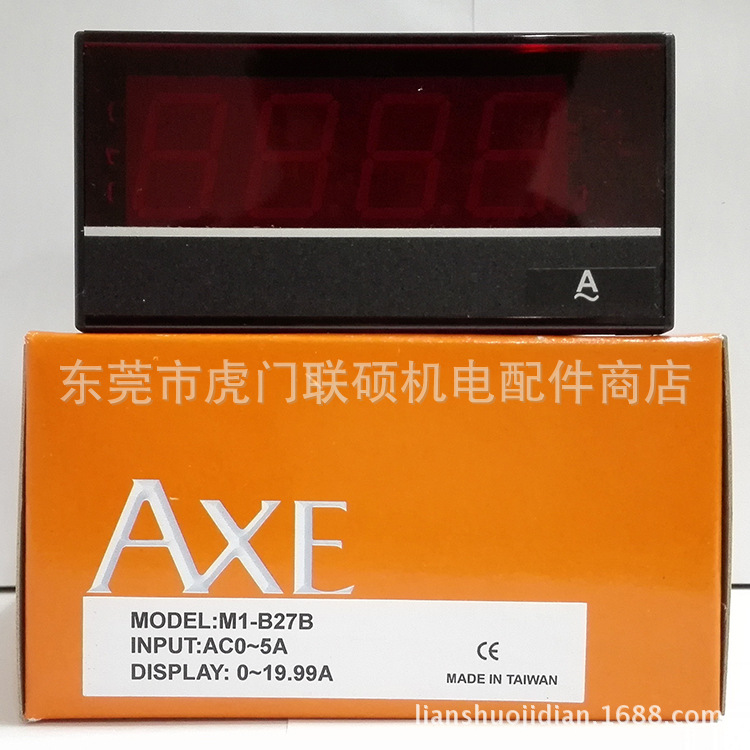 A
~
东莞市虎门联硕机电配件商店
AXE
MODEL:M1-B27B
INPUT:AC0~5A
DISPLAY: 0~19.99A
CE
MADE IN TAIWAN
lianshuojidian.1688.com